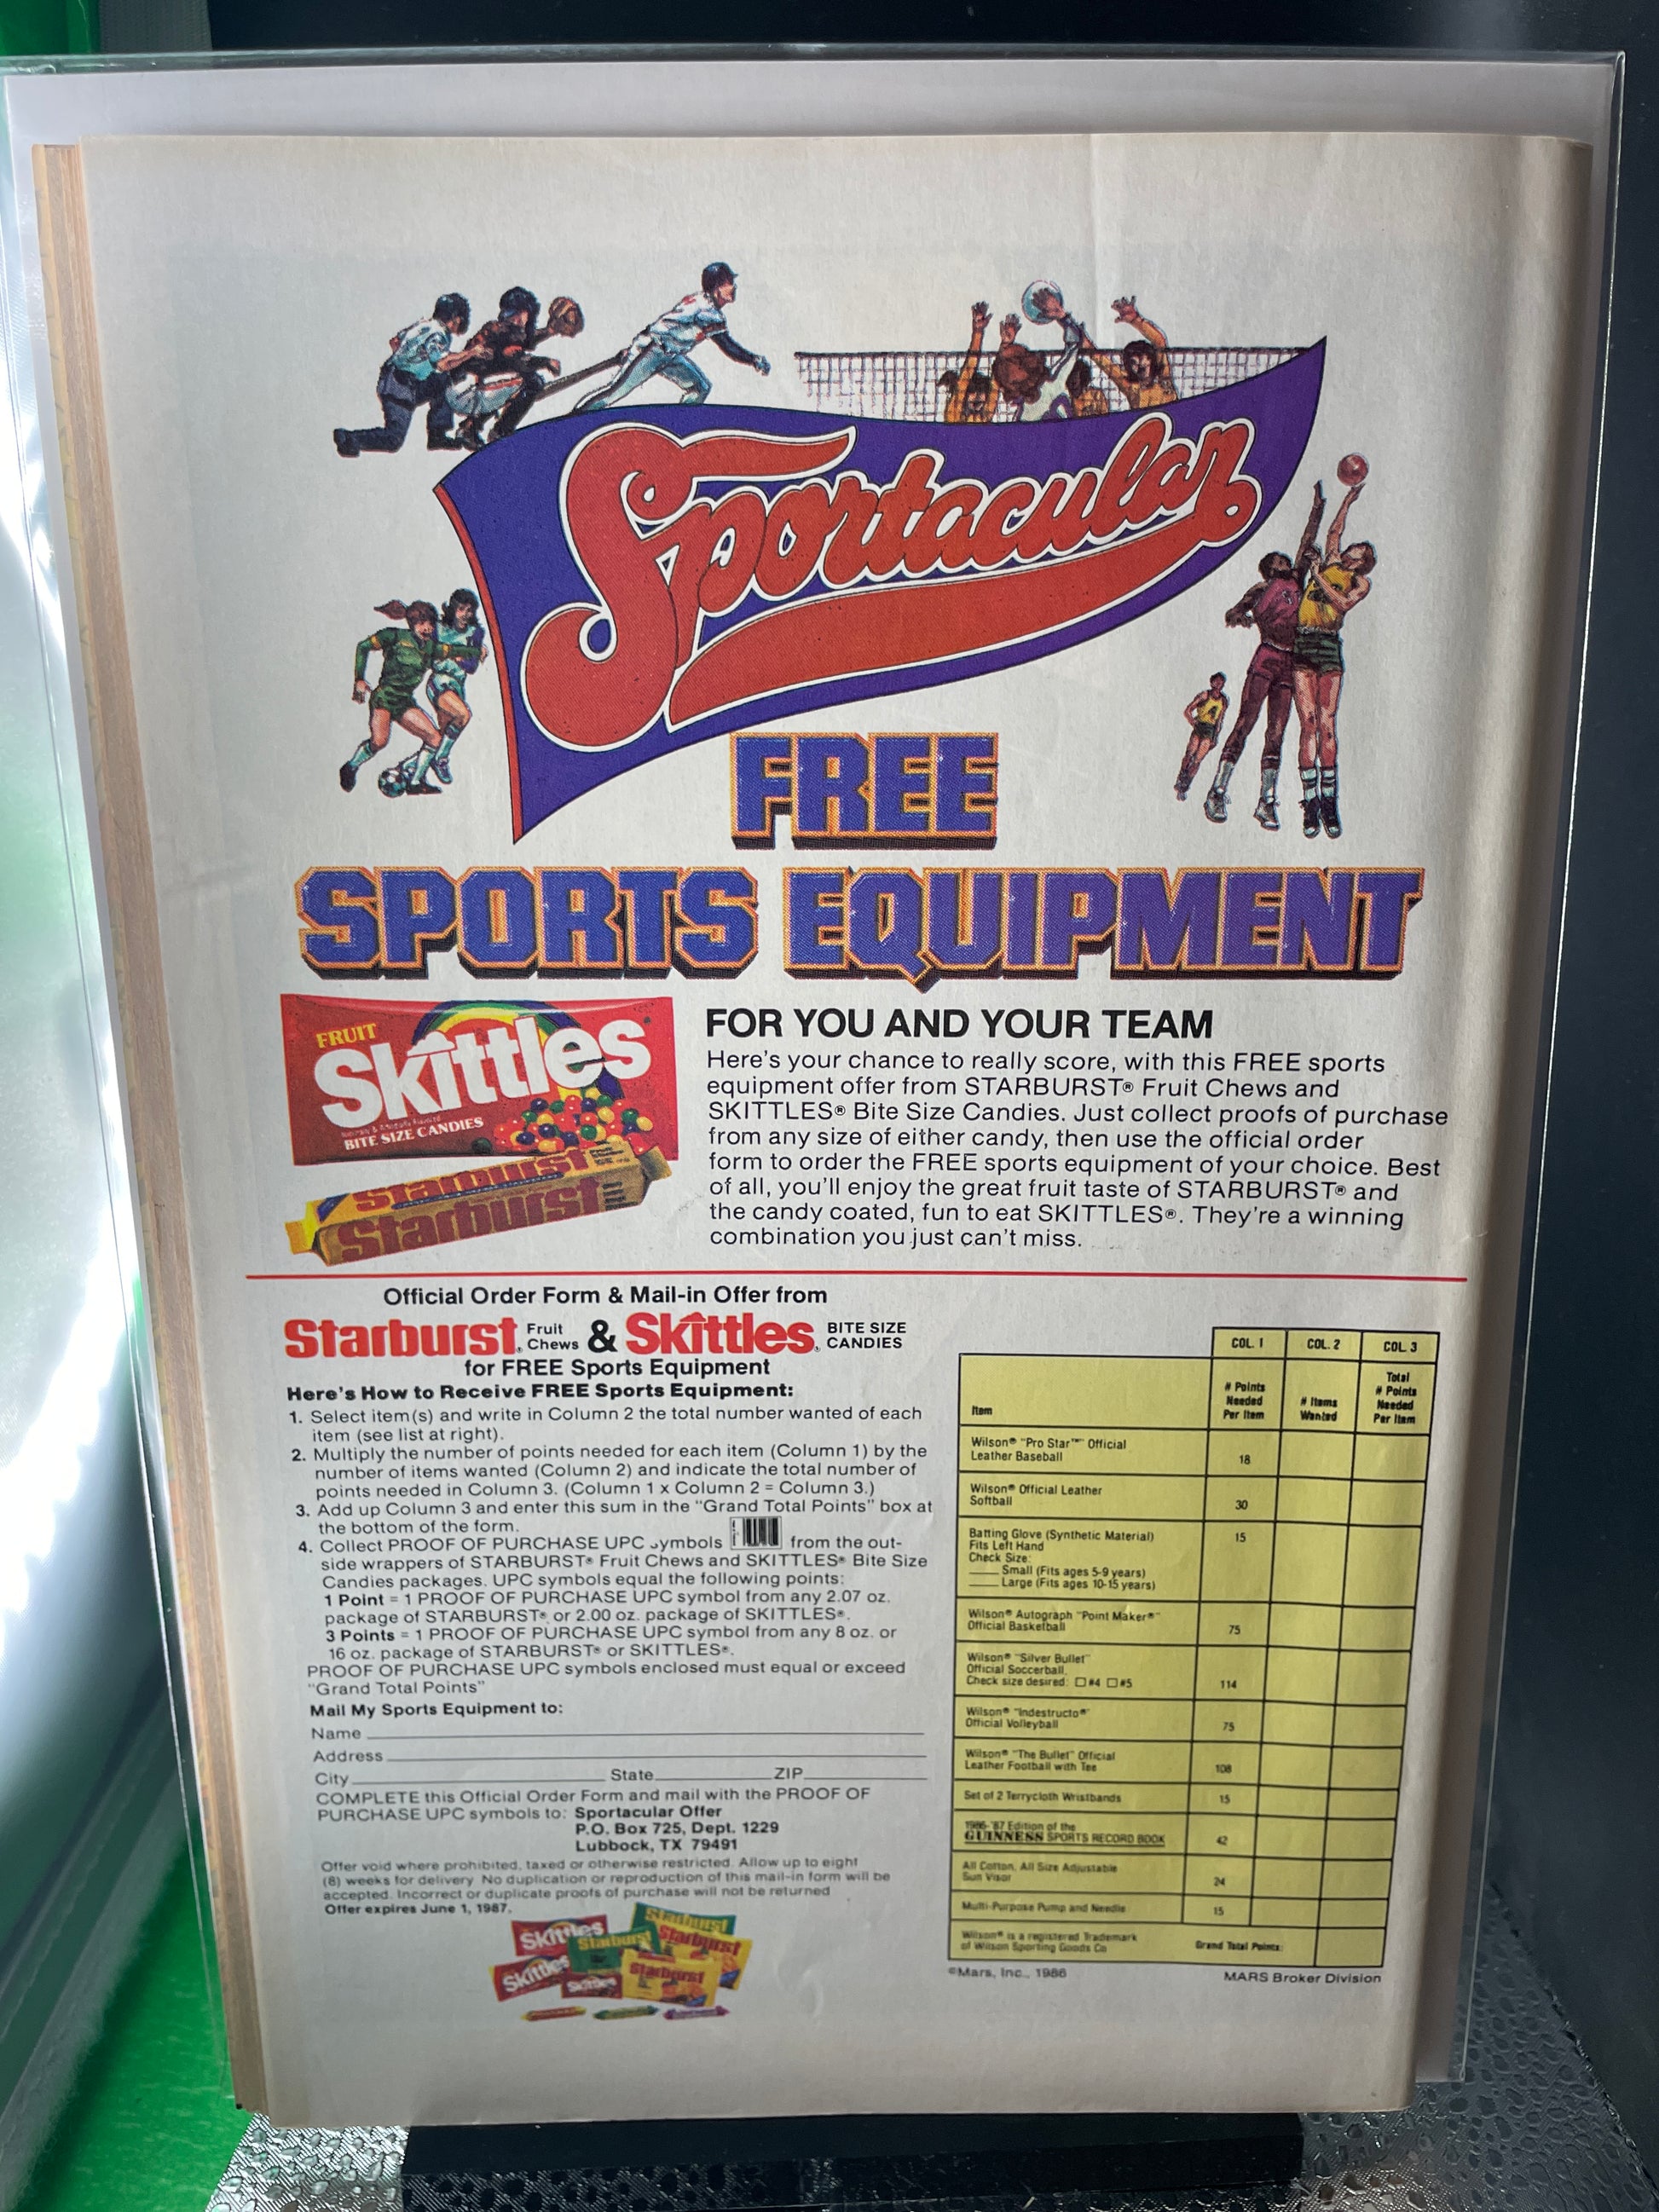 Sportacular
FREE
SPORTS EQUIPMENT
FRUIT
Skittles
BITE SIZE CANDIES
Starburst
Starburst
FOR YOU AND YOUR TEAM
Here's your chance to really score, with this FREE sports
equipment offer from STARBURST® Fruit Chews and
SKITTLES® Bite Size Candies. Just collect proofs of purchase
from any size of either candy, then use the official order
form to order the FREE sports equipment of your choice. Best
of all, you'll enjoy the great fruit taste of STARBURST® and
the candy coated, fun to eat SKITTLES®. They're a winning
combination you just can't miss.
Official Order Form & Mail-in Offer from
Starburst® Fruit Chews & Skittles® BITE SIZE CANDIES
for FREE Sports Equipment
Here's How to Receive FREE Sports Equipment:
1. Select item(s) and write in Column 2 the total number wanted of each
item (see list at right).
2. Multiply the number of points needed for each item (Column 1) by the
number of items wanted (Column 2) and indicate the total number of
points needed in Column 3. (Column 1 x Column 2 = Column 3.)
3. Add up Column 3 and enter this sum in the "Grand Total Points" box at
the bottom of the form.
4. Collect PROOF OF PURCHASE UPC symbols from the out-
side wrappers of STARBURST® Fruit Chews and SKITTLES® Bite Size
Candies packages. UPC symbols equal the following points:
1 Point = 1 PROOF OF PURCHASE UPC symbol from any 2.07 oz.
package of STARBURST® or 2.00 oz. package of SKITTLES®.
3 Points = 1 PROOF OF PURCHASE UPC symbol from any 8 oz. or
16 oz. package of STARBURST® or SKITTLES®.
PROOF OF PURCHASE UPC symbols enclosed must equal or exceed
"Grand Total Points"
Mail My Sports Equipment to:
Name
Address
City State ZIP
COMPLETE this Official Order Form and mail with the PROOF OF
PURCHASE UPC symbols to: Sportacular Offer
P.O. Box 725, Dept. 1229
Lubbock, TX 79491
Offer void where prohibited, taxed or otherwise restricted. Allow up to eight
(8) weeks for delivery. No duplication or reproduction of this mail-in form will be
accepted. Incorrect or duplicate proofs of purchase will not be returned
Offer expires June 1, 1987.
Skittles
Starburst
Starburst
Starburst
Skittles
Skittles
Starburst
COL. 1 COL. 2 COL. 3
Item # Points Needed Per Item # Items Wanted Total # Points Needed Per Item
Wilson® "Pro Star™" Official
Leather Baseball 18
Wilson® Official Leather
Softball 30
Batting Glove (Synthetic Material) 15
Fits Left Hand
Check Size:
Small (Fits ages 5-9 years)
Large (Fits ages 10-15 years)
Wilson® Autograph "Point Maker®"
Official Basketball 75
Wilson® "Silver Bullet"
Official Soccerball,
Check size desired: □ #4 □ #5 114
Wilson® "Indestructo®"
Official Volleyball 75
Wilson® "The Bullet" Official
Leather Football with Tee 108
Set of 2 Terrycloth Wristbands 15
1986-'87 Edition of the
GUINNESS SPORTS RECORD BOOK 42
All Cotton, All Size Adjustable
Sun Visor 24
Multi-Purpose Pump and Needle 15
Wilson® is a registered Trademark
of Wilson Sporting Goods Co Grand Total Points:
©Mars, Inc., 1986 MARS Broker Division